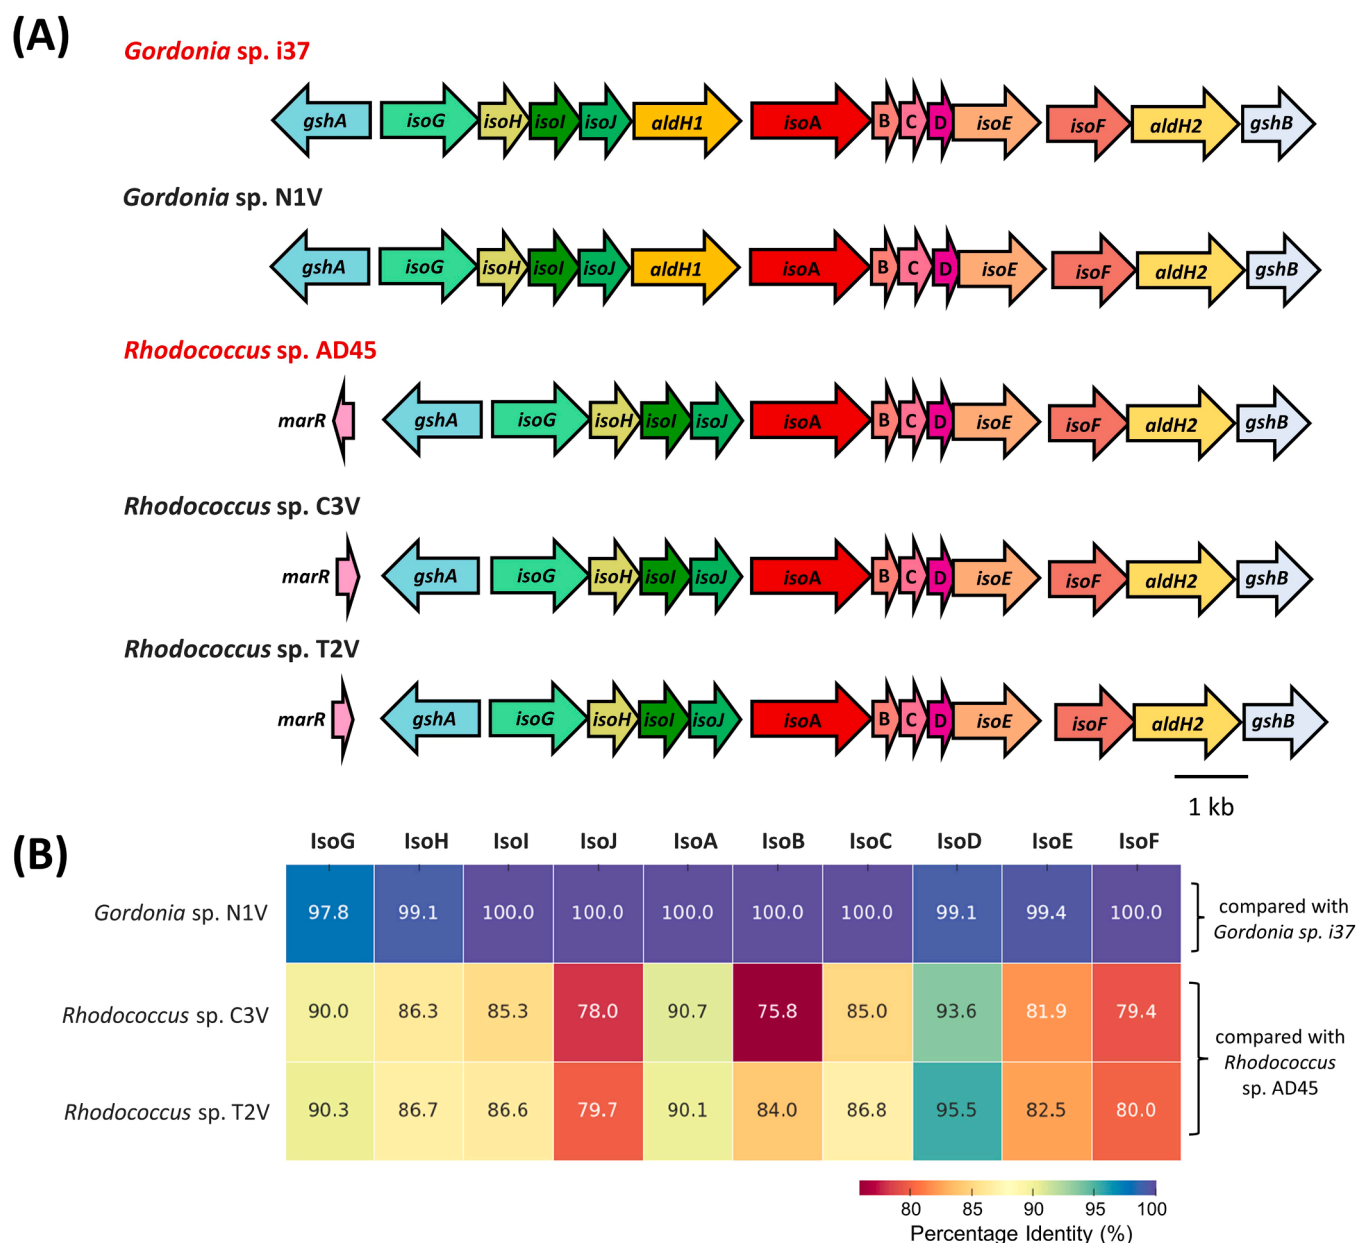 (A)
Gordonia sp. i37
gshA isoG isoH isoI isoJ aldH1 isoA B C D isoE isoF aldH2 gshB
Gordonia sp. N1V
gshA isoG isoH isoI isoJ aldH1 isoA B C D isoE isoF aldH2 gshB
Rhodococcus sp. AD45
marR gshA isoG isoH isoI isoJ isoA B C D isoE isoF aldH2 gshB
Rhodococcus sp. C3V
marR gshA isoG isoH isoI isoJ isoA B C D isoE isoF aldH2 gshB
Rhodococcus sp. T2V
marR gshA isoG isoH isoI isoJ isoA B C D isoE isoF aldH2 gshB
1 kb
(B)
IsoG IsoH IsoI IsoJ IsoA IsoB IsoC IsoD IsoE IsoF
Gordonia sp. N1V 97.8 99.1 100.0 100.0 100.0 100.0 100.0 99.1 99.4 100.0
compared with
Gordonia sp. i37
Rhodococcus sp. C3V 90.0 86.3 85.3 78.0 90.7 75.8 85.0 93.6 81.9 79.4
Rhodococcus sp. T2V 90.3 86.7 86.6 79.7 90.1 84.0 86.8 95.5 82.5 80.0
compared with
Rhodococcus
sp. AD45
80 85 90 95 100
Percentage Identity (%)